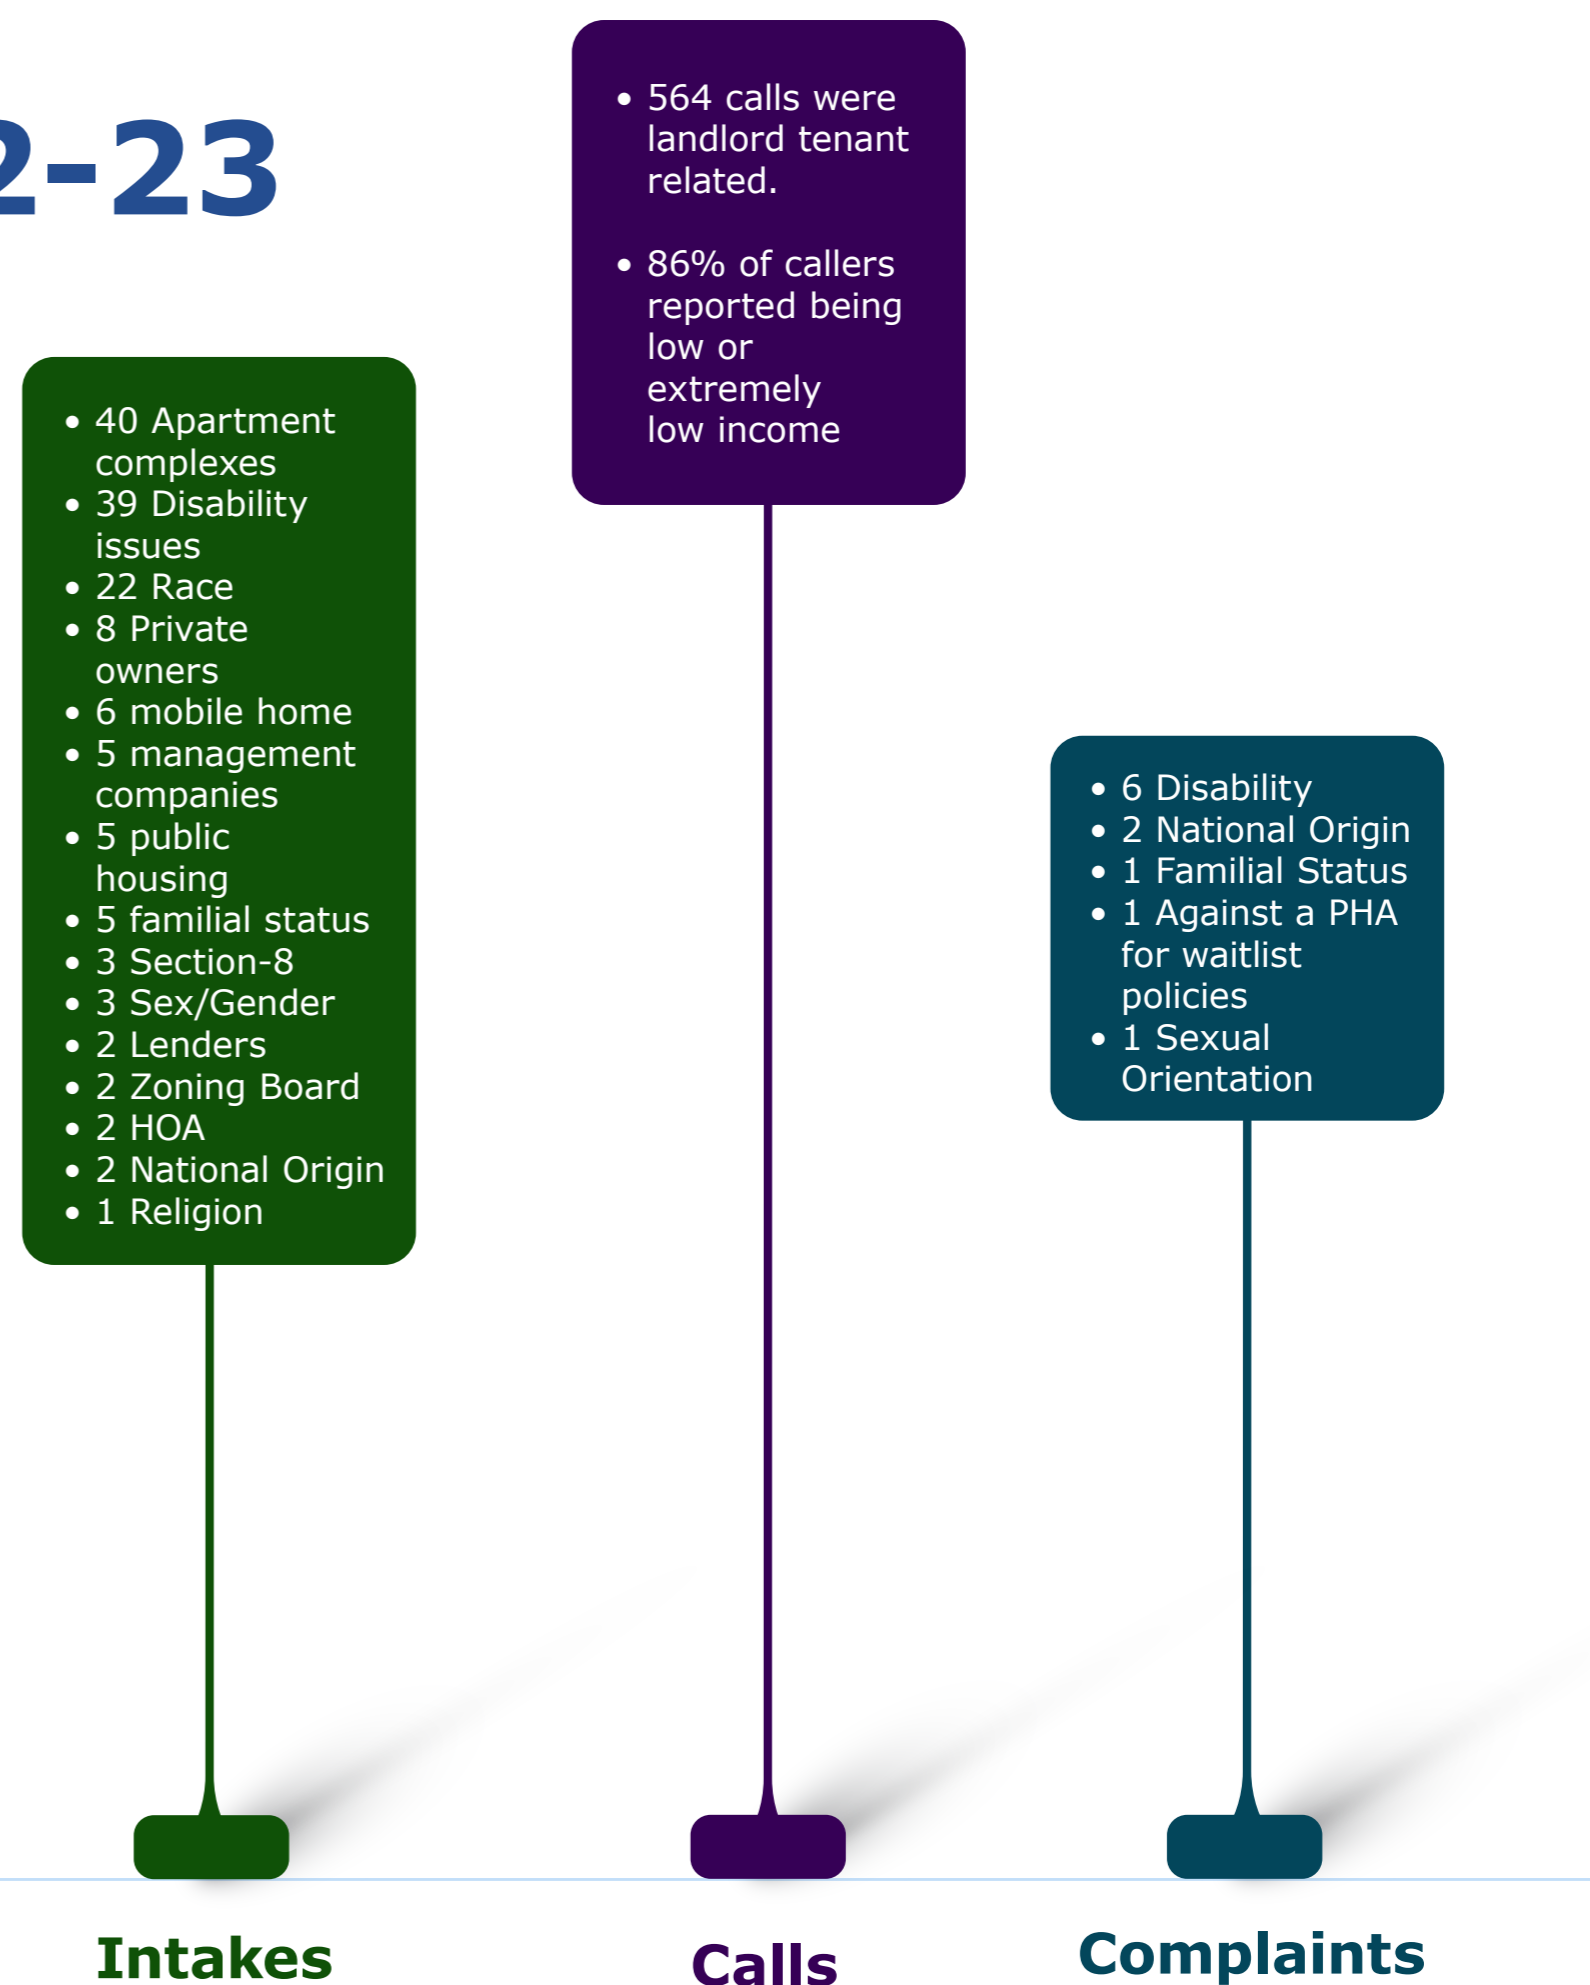 2-23
• 564 calls were
landlord tenant
related.
• 86% of callers
reported being
low or
extremely
low income
• 40 Apartment
complexes
• 39 Disability
issues
• 22 Race
• 8 Private
owners
• 6 mobile home
• 5 management
companies
• 5 public
housing
• 5 familial status
• 3 Section-8
• 3 Sex/Gender
• 2 Lenders
• 2 Zoning Board
• 2 HOA
• 2 National Origin
• 1 Religion
• 6 Disability
• 2 National Origin
• 1 Familial Status
• 1 Against a PHA
for waitlist
policies
• 1 Sexual
Orientation
Intakes
Calls
Complaints